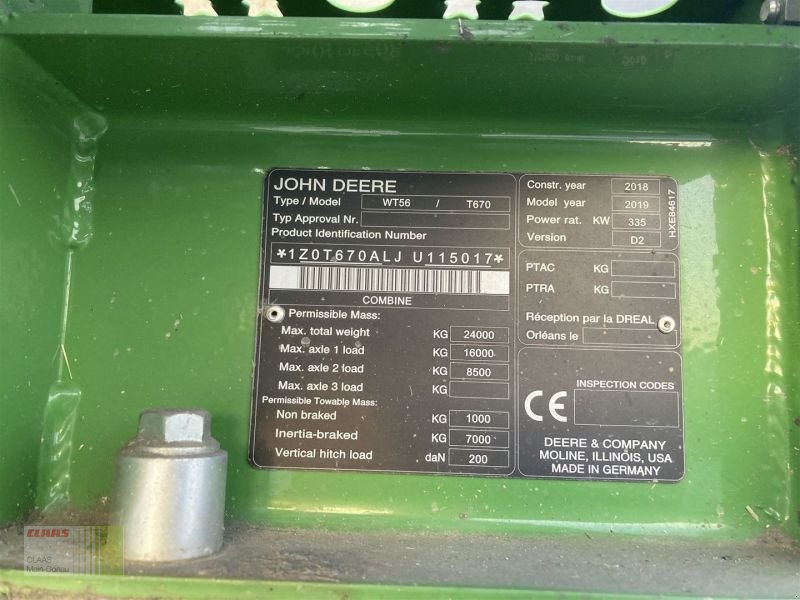 JOHN DEERE
Type / Model WT56 / T670
Typ Approval Nr.
Product Identification Number
*1Z0T670ALJ U115017*
COMBINE
Permissible Mass:
Max. total weight KG 24000
Max. axle 1 load KG 16000
Max. axle 2 load KG 8500
Max. axle 3 load KG
Permissible Towable Mass:
Non braked KG 1000
Inertia-braked KG 7000
Vertical hitch load daN 200
Constr. year 2018
Model year 2019
Power rat. KW 335
Version D2
HXE84617
PTAC KG
PTRA KG
Réception par la DREAL
Orléans le
CE
INSPECTION CODES
DEERE & COMPANY
MOLINE, ILLINOIS, USA
MADE IN GERMANY
CLAAS
CLAAS
Main-Donau